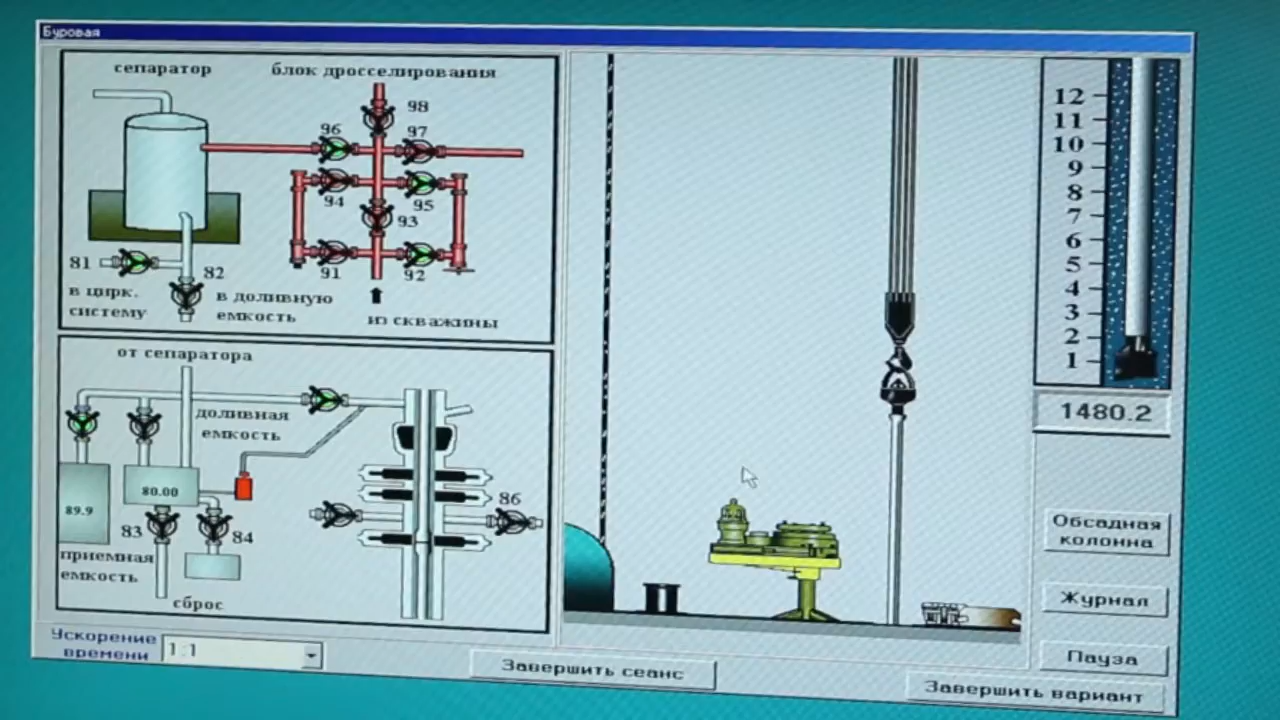 Буровая
сепаратор
блок дросселирования
98
96
97
94
95
93
91
92
81
82
в цирк.
систему
в доливную
емкость
из скважины
от сепаратора
доливная
емкость
80.00
89.9
83
84
86
приемная
емкость
сброс
Ускорение
времени
1:1
Завершить сеанс
12
11
10
9
8
7
6
5
4
3
2
1
1480.2
Обсадная
колонна
Журнал
Пауза
Завершить вариант